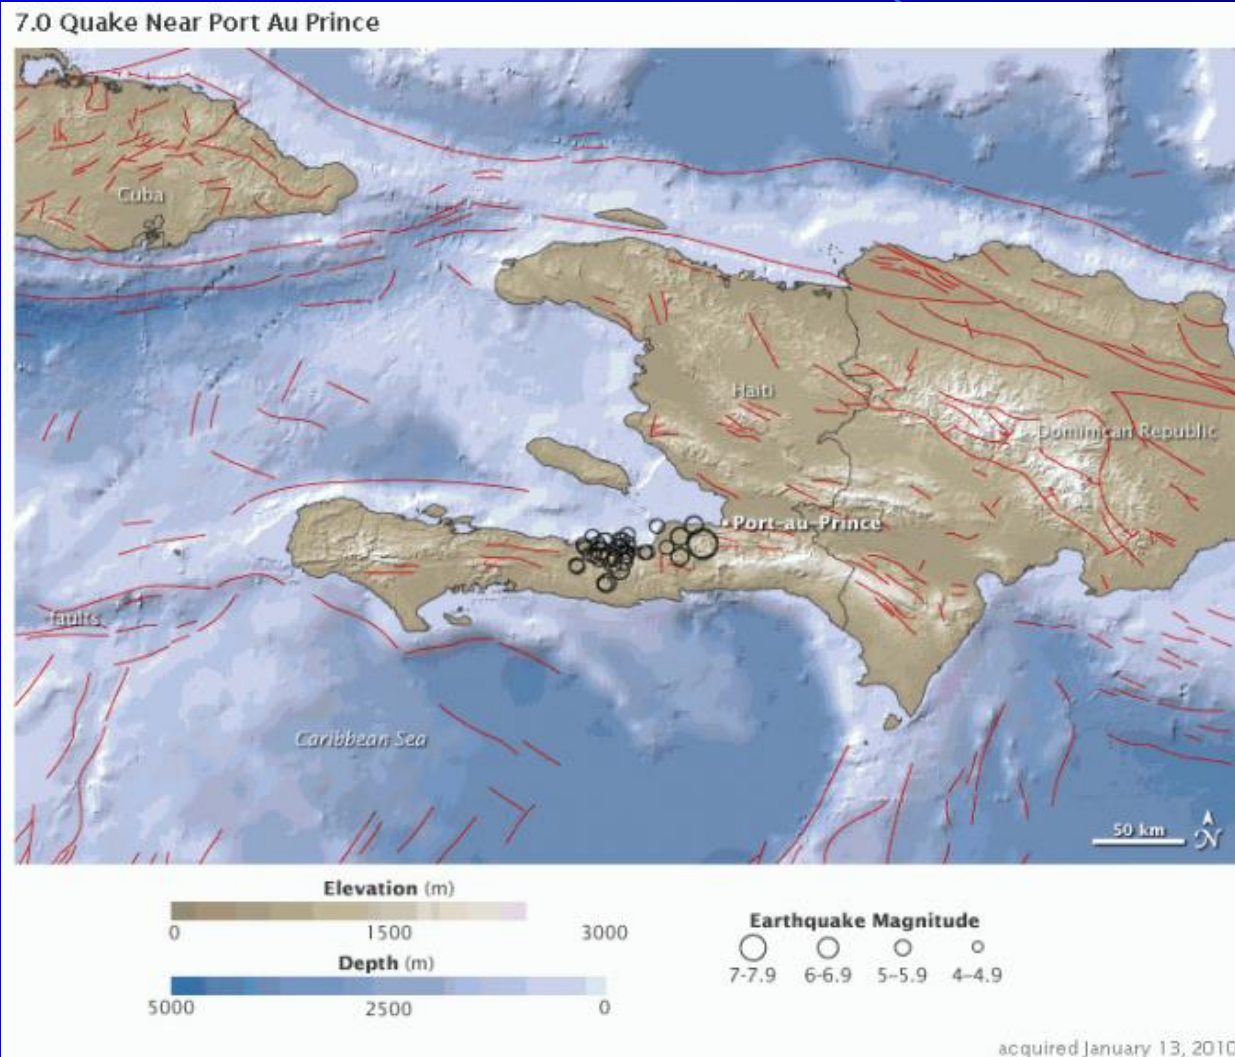 7.0 Quake Near Port Au Prince
Cuba
Haiti
Dominican Republic
Port-au-Prince
faults
Caribbean Sea
50 km
N
Elevation (m)
0 1500 3000
Depth (m)
5000 2500 0
Earthquake Magnitude
7-7.9 6-6.9 5-5.9 4-4.9
acquired January 13, 2010